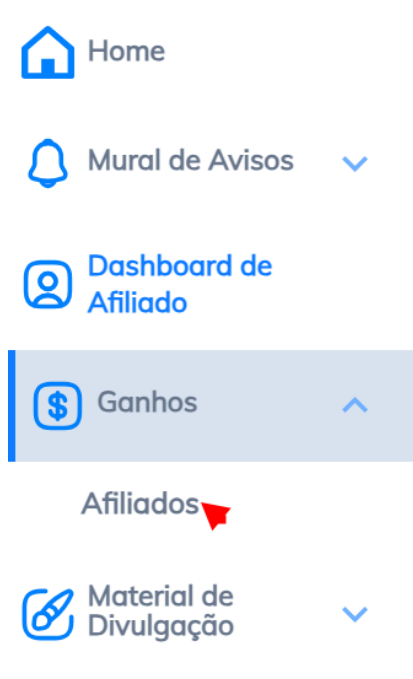 Home
Mural de Avisos
Dashboard de
Afiliado
$ Ganhos
Afiliados
Material de
Divulgação